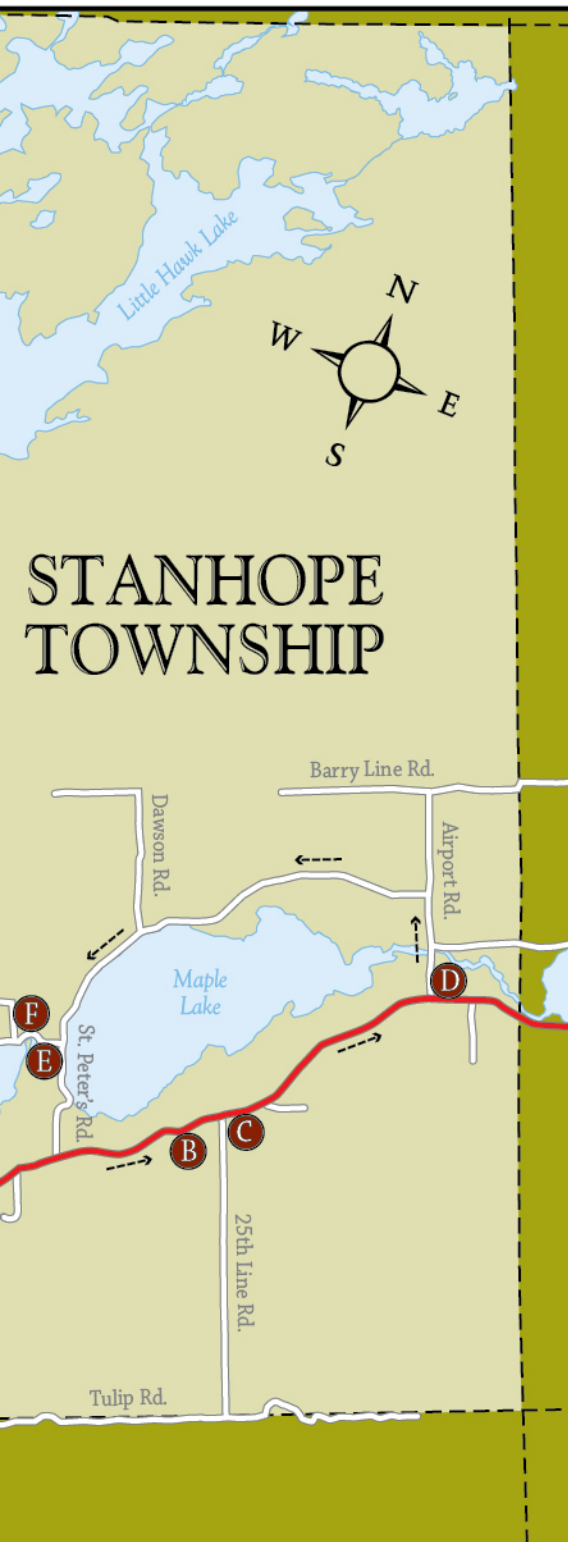 Little Hawk Lake
N
W
E
S
STANHOPE
TOWNSHIP
Barry Line Rd.
Dawson Rd.
Airport Rd.
Maple
Lake
D
F
E
St. Peter's Rd.
B
C
25th Line Rd.
Tulip Rd.